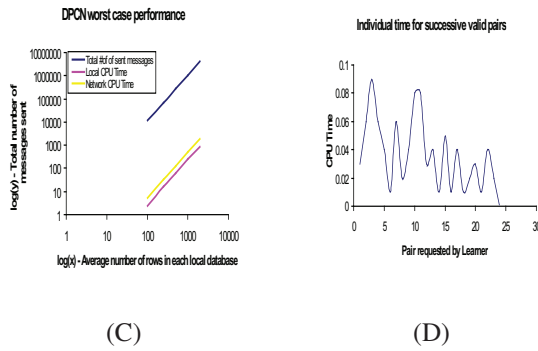 DPCN worst case performance
10000000
1000000
100000
10000
1000
100
10
1
Total #of of sent messages
Local CPU Time
Network CPU Time
log(y) - Total number of
messages sent
1
10
100
1000
10000
log(x) - Average number of rows in each local database
(C)
Individual time for successive valid pairs
0.1
0.08
0.06
0.04
0.02
0
CPU Time
0
5
10
15
20
25
30
Pair requested by Learner
(D)